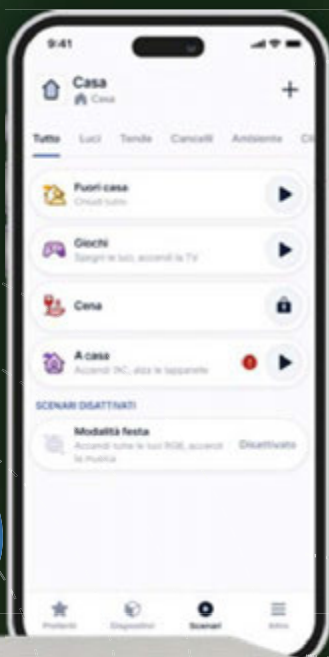 9:41
Casa
Casa
Tutto Luci Tende Cancelli Ambiente
Fuori casa
Chiudi tutto
Giochi
Spegni le luci, accendi la TV
Cena
A casa
Accendi l'AC, alza le tapparelle
SCENARI DISATTIVATI
Modalità festa
Accendi tutte le luci RGB, accendi
la musica
Disattivato
Preferiti Dispositivi Scenari Altro